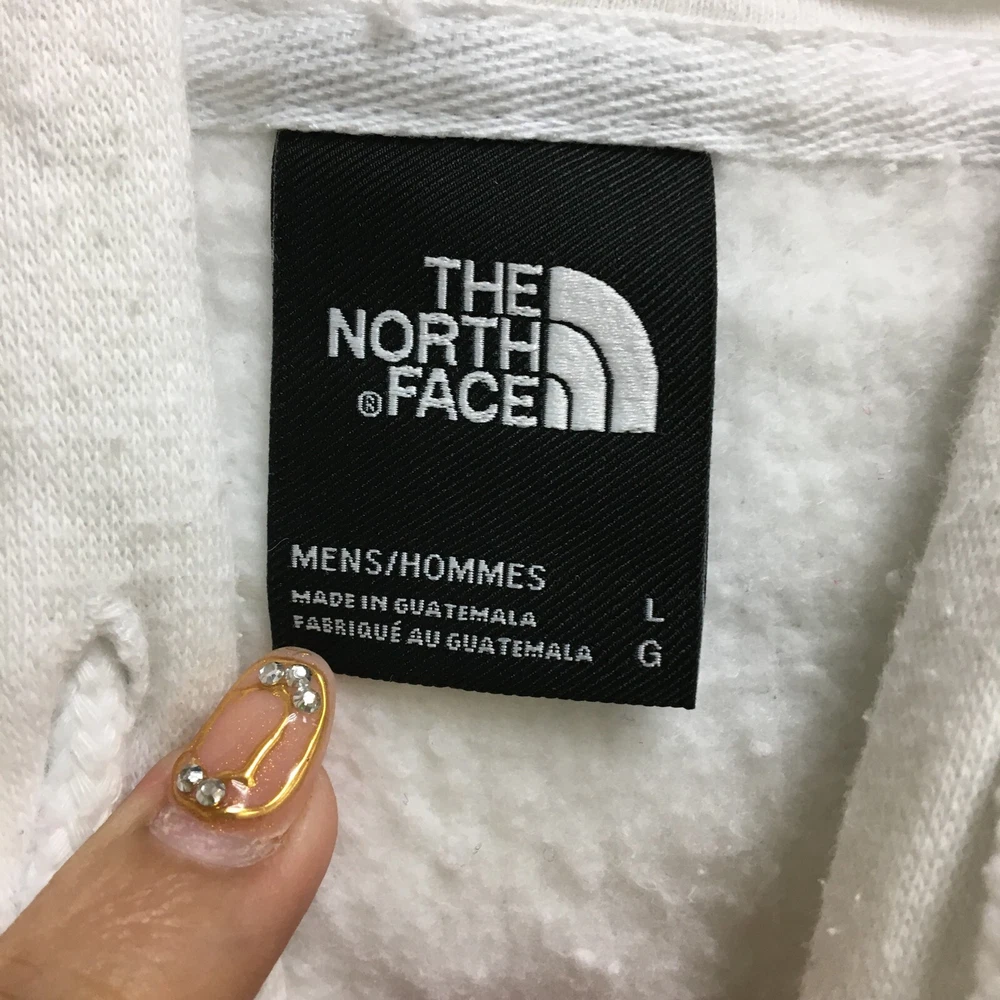 THE
NORTH
®FACE
MENS/HOMMES
MADE IN GUATEMALA L
FABRIQUÉ AU GUATEMALA G